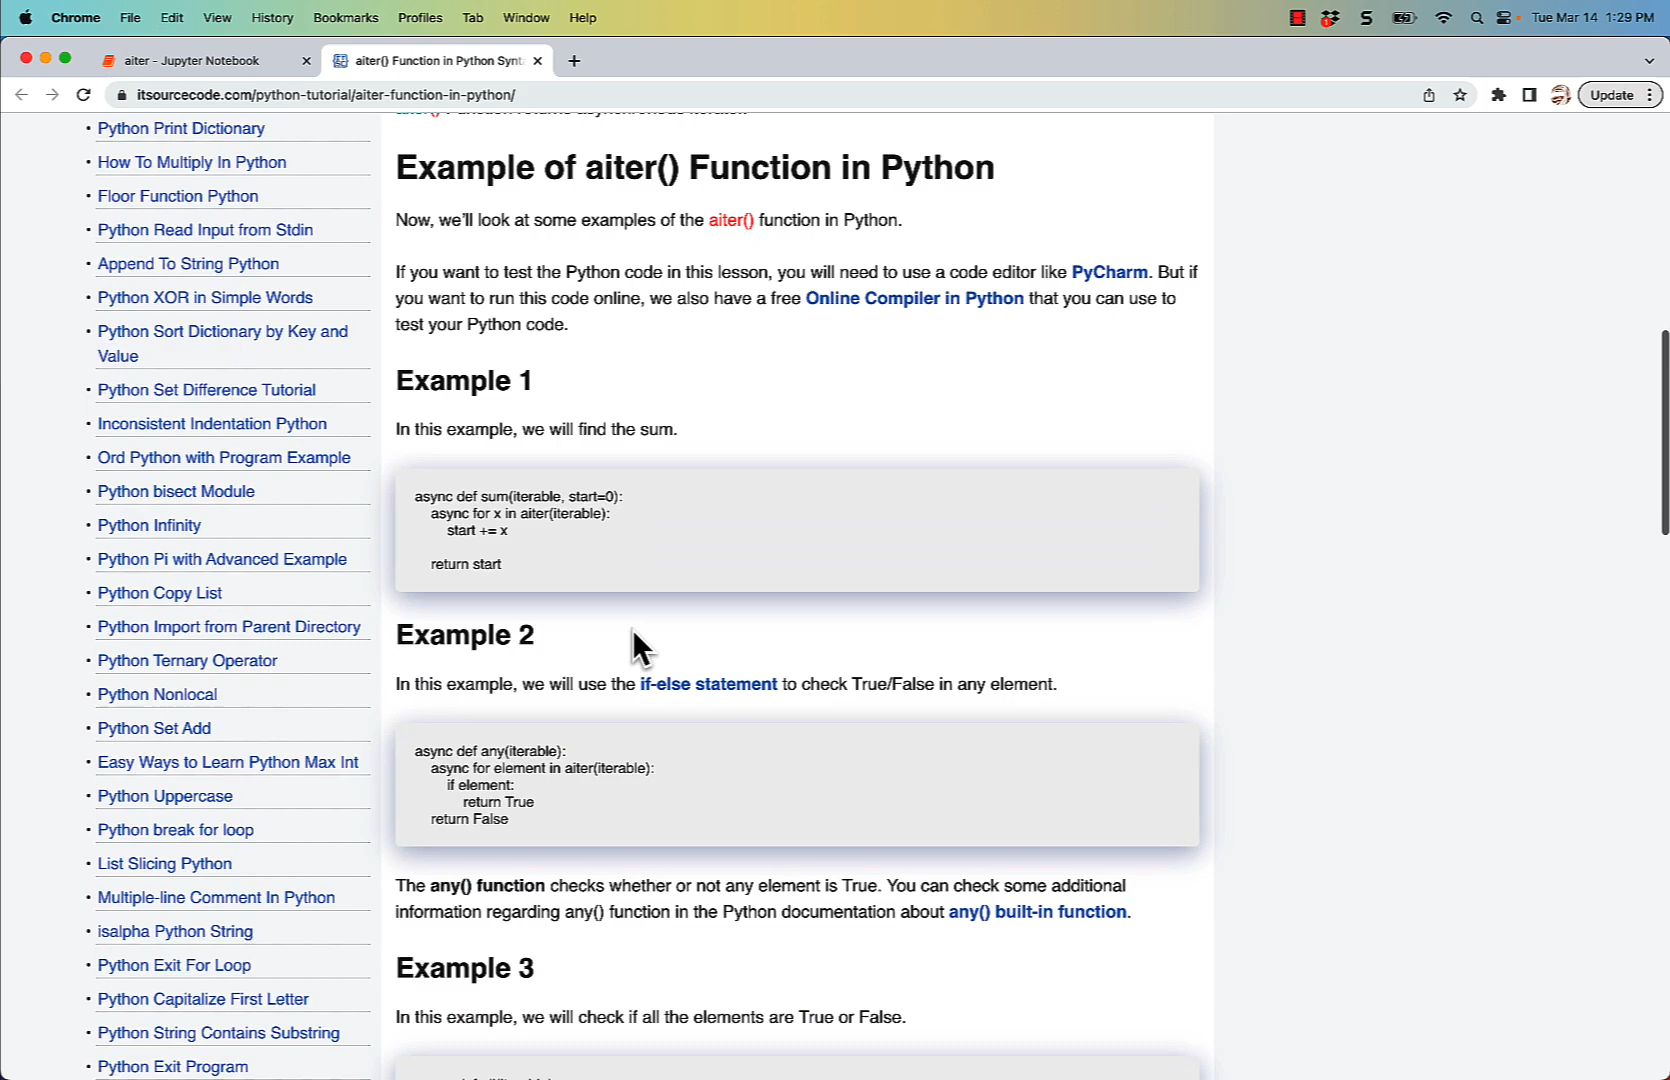 Chrome File Edit View History Bookmarks Profiles Tab Window Help
Tue Mar 14 1:29 PM
aiter - Jupyter Notebook
aiter() Function in Python Synt
itsourcecode.com/python-tutorial/aiter-function-in-python/
Update
• Python Print Dictionary
• How To Multiply In Python
• Floor Function Python
• Python Read Input from Stdin
• Append To String Python
• Python XOR in Simple Words
• Python Sort Dictionary by Key and
Value
• Python Set Difference Tutorial
• Inconsistent Indentation Python
• Ord Python with Program Example
• Python bisect Module
• Python Infinity
• Python Pi with Advanced Example
• Python Copy List
• Python Import from Parent Directory
• Python Ternary Operator
• Python Nonlocal
• Python Set Add
• Easy Ways to Learn Python Max Int
• Python Uppercase
• Python break for loop
• List Slicing Python
• Multiple-line Comment In Python
• isalpha Python String
• Python Exit For Loop
• Python Capitalize First Letter
• Python String Contains Substring
• Python Exit Program
Example of aiter() Function in Python
Now, we'll look at some examples of the aiter() function in Python.
If you want to test the Python code in this lesson, you will need to use a code editor like PyCharm. But if
you want to run this code online, we also have a free Online Compiler in Python that you can use to
test your Python code.
Example 1
In this example, we will find the sum.
async def sum(iterable, start=0):
async for x in aiter(iterable):
start += x
return start
Example 2
In this example, we will use the if-else statement to check True/False in any element.
async def any(iterable):
async for element in aiter(iterable):
if element:
return True
return False
The any() function checks whether or not any element is True. You can check some additional
information regarding any() function in the Python documentation about any() built-in function.
Example 3
In this example, we will check if all the elements are True or False.